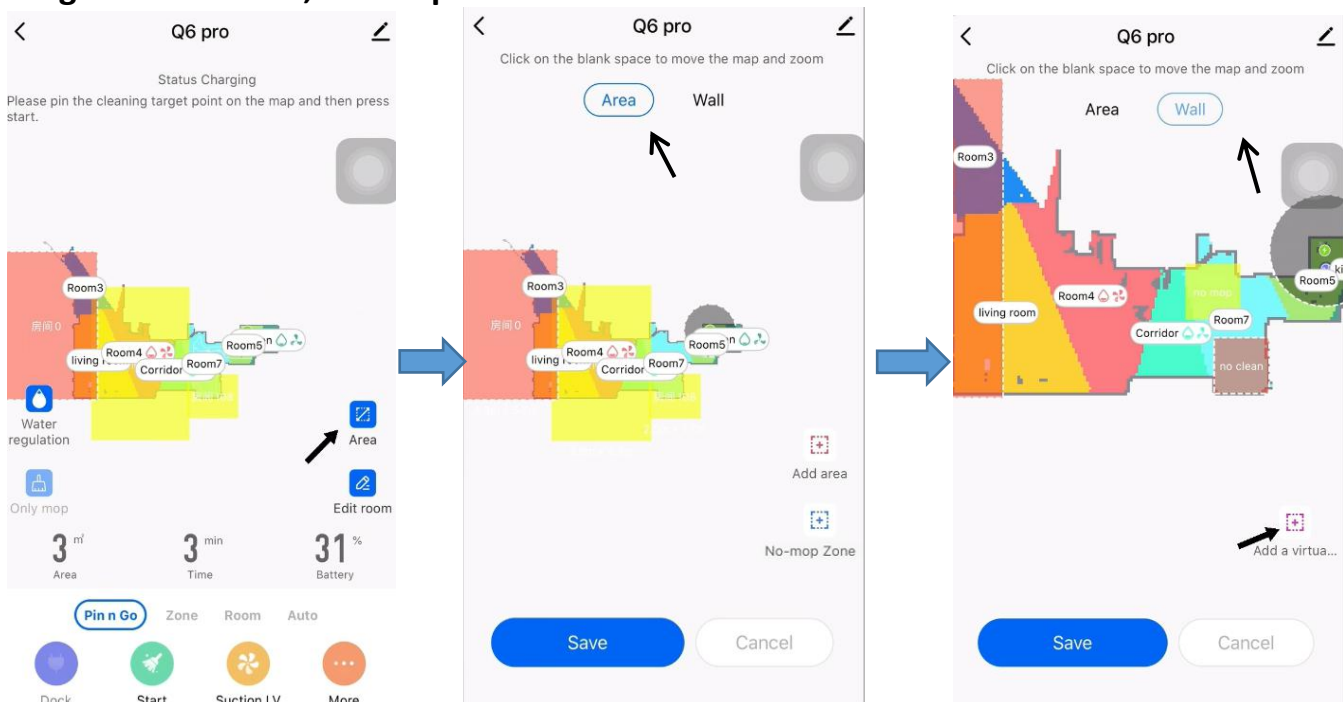 Q6 pro
Status Charging
Please pin the cleaning target point on the map and then press
start.
Room3
房间0
living
Room4
Corridor
Room7
Room5
Water
regulation
Area
Only mop
Edit room
3 ㎡
Area
3 min
Time
31 %
Battery
Pin n Go
Zone
Room
Auto
Dock
Start
Suction LV
More
Q6 pro
Click on the blank space to move the map and zoom
Area
Wall
Room3
房间0
living
Room4
Corridor
Room7
Room5
Add area
No-mop Zone
Save
Cancel
Q6 pro
Click on the blank space to move the map and zoom
Area
Wall
Room3
living room
Room4
no mop
Room5
ki
Room7
Corridor
no clean
Add a virtua...
Save
Cancel